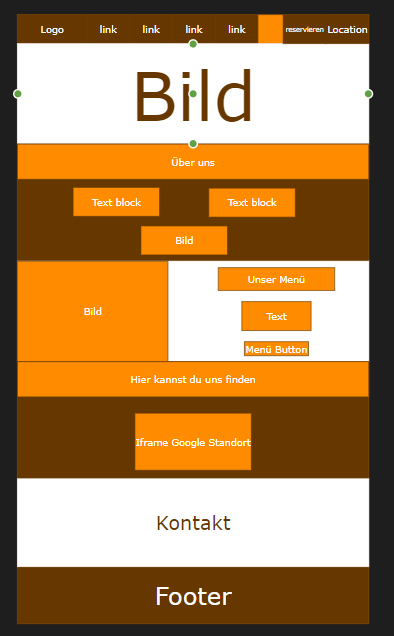 Logo link link link link reservieren Location
Bild
Über uns
Text block Text block
Bild
Bild
Unser Menü
Text
Menü Button
Hier kannst du uns finden
Iframe Google Standort
Kontakt
Footer